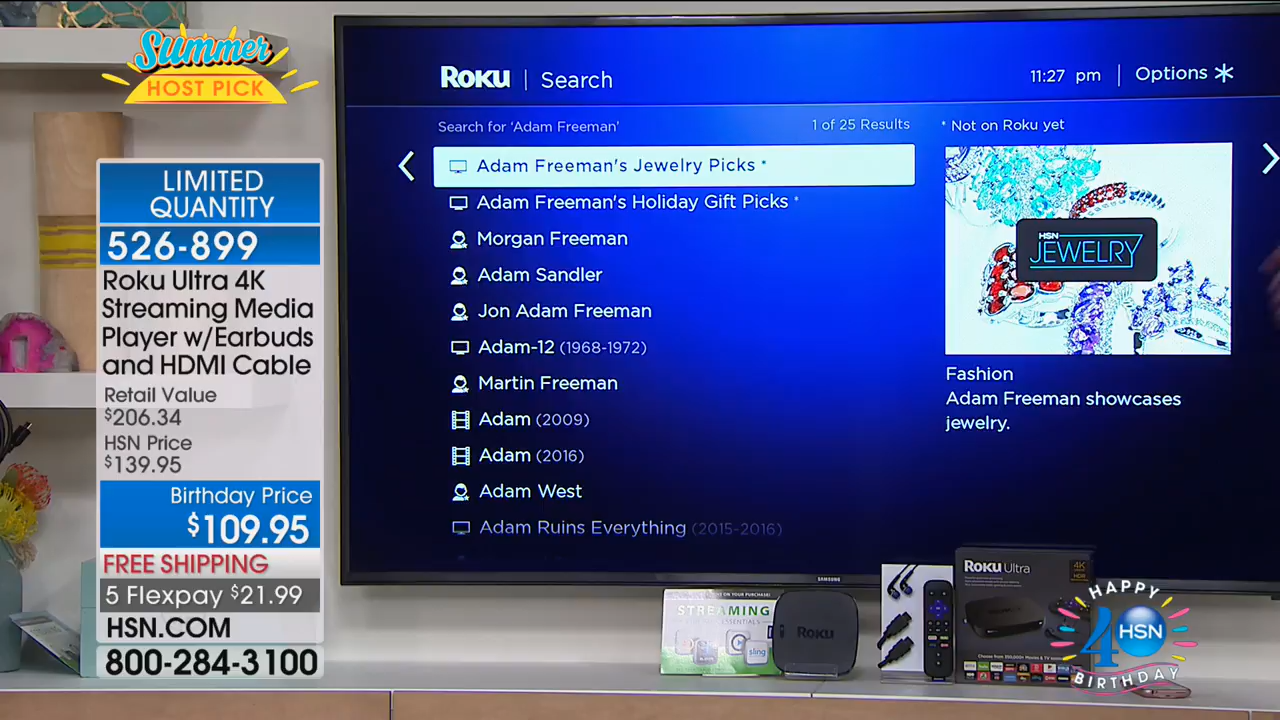 Summer
HOST PICK
LIMITED
QUANTITY
526-899
Roku Ultra 4K
Streaming Media
Player w/Earbuds
and HDMI Cable
Retail Value
$206.34
HSN Price
$139.95
Birthday Price
$109.95
FREE SHIPPING
5 Flexpay $21.99
HSN.COM
800-284-3100
Roku | Search
11:27 pm | Options *
Search for 'Adam Freeman'
1 of 25 Results
* Not on Roku yet
Adam Freeman's Jewelry Picks *
Adam Freeman's Holiday Gift Picks *
Morgan Freeman
Adam Sandler
Jon Adam Freeman
Adam-12 (1968-1972)
Martin Freeman
Adam (2009)
Adam (2016)
Adam West
Adam Ruins Everything (2015-2016)
HSN
JEWELRY
Fashion
Adam Freeman showcases
jewelry.
SAMSUNG
STREAMING
ESSENTIALS
sling
Roku
Roku Ultra
4K
HDR
HAPPY
40
HSN
BIRTHDAY